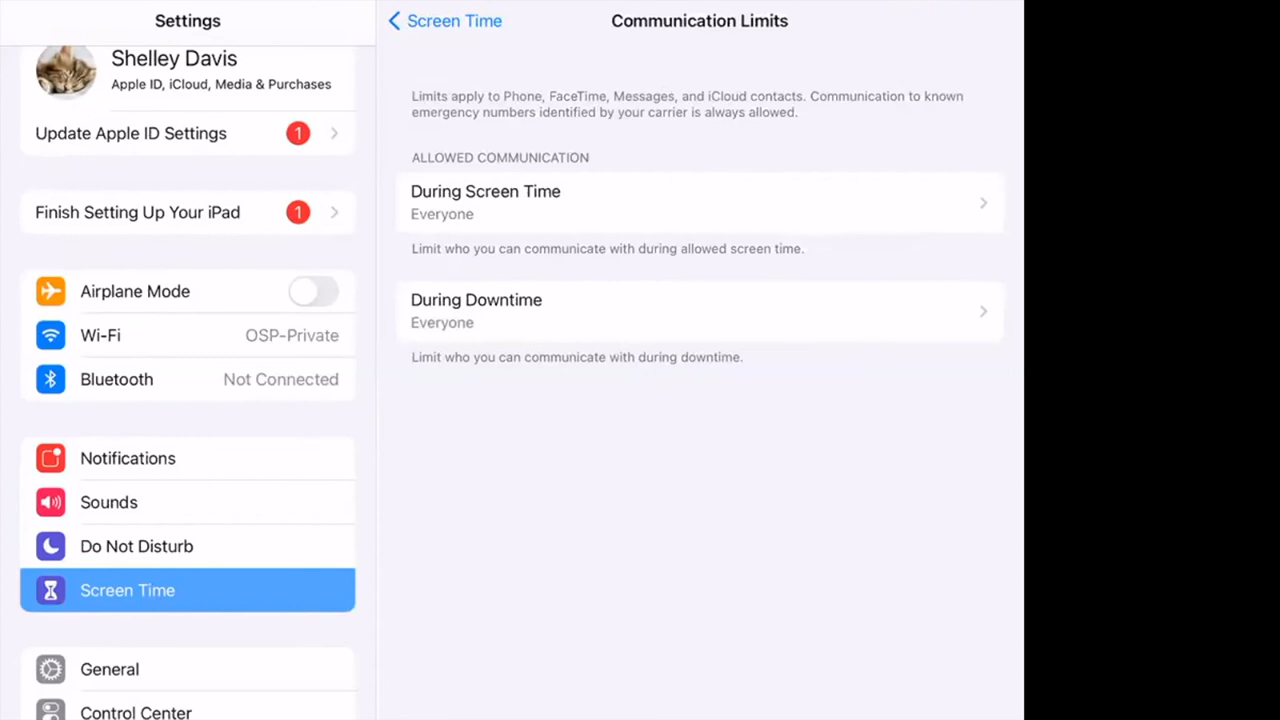 Settings
Shelley Davis
Apple ID, iCloud, Media & Purchases
Update Apple ID Settings 1
Finish Setting Up Your iPad 1
Airplane Mode
Wi-Fi OSP-Private
Bluetooth Not Connected
Notifications
Sounds
Do Not Disturb
Screen Time
General
Control Center
Screen Time Communication Limits
Limits apply to Phone, FaceTime, Messages, and iCloud contacts. Communication to known
emergency numbers identified by your carrier is always allowed.
ALLOWED COMMUNICATION
During Screen Time
Everyone
Limit who you can communicate with during allowed screen time.
During Downtime
Everyone
Limit who you can communicate with during downtime.